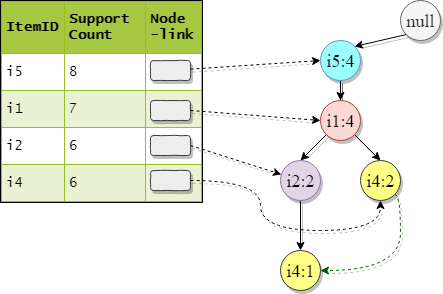 ItemID Support Count Node -link
i5 8
i1 7
i2 6
i4 6
null
i5:4
i1:4
i2:2 i4:2
i4:1